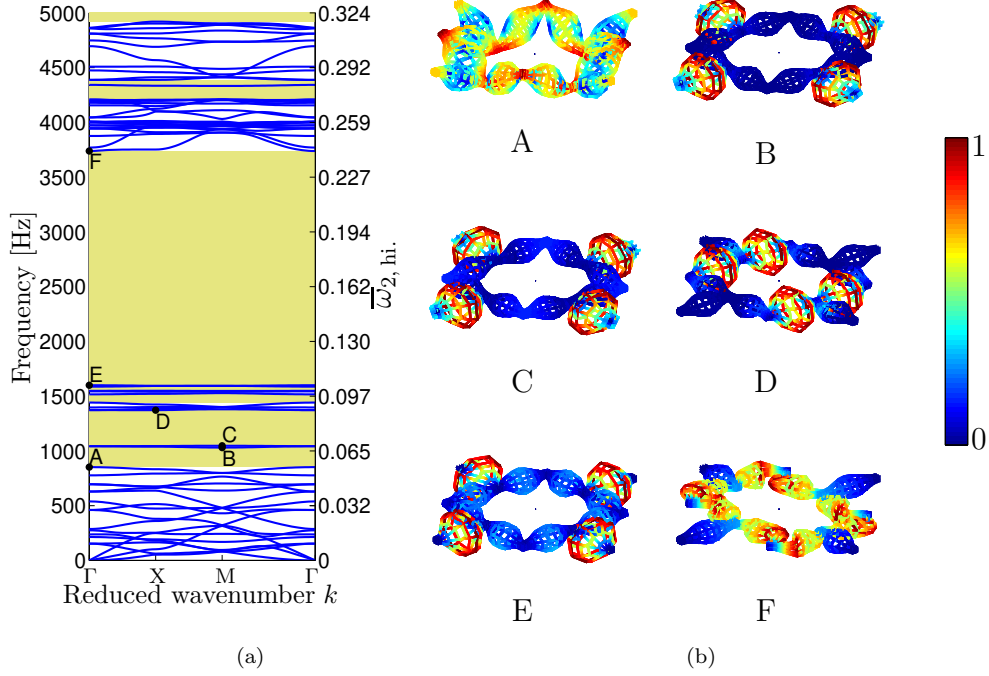 5000
4500
4000
3500
3000
2500
2000
1500
1000
500
0
Frequency [Hz]
0.324
0.292
0.259
0.227
0.194
0.162
0.130
0.097
0.065
0.032
0
ω̅2, hi.
F
E
D
C
B
A
Γ X M Γ
Reduced wavenumber k
(a)
A B
C D
E F
1
0
(b)